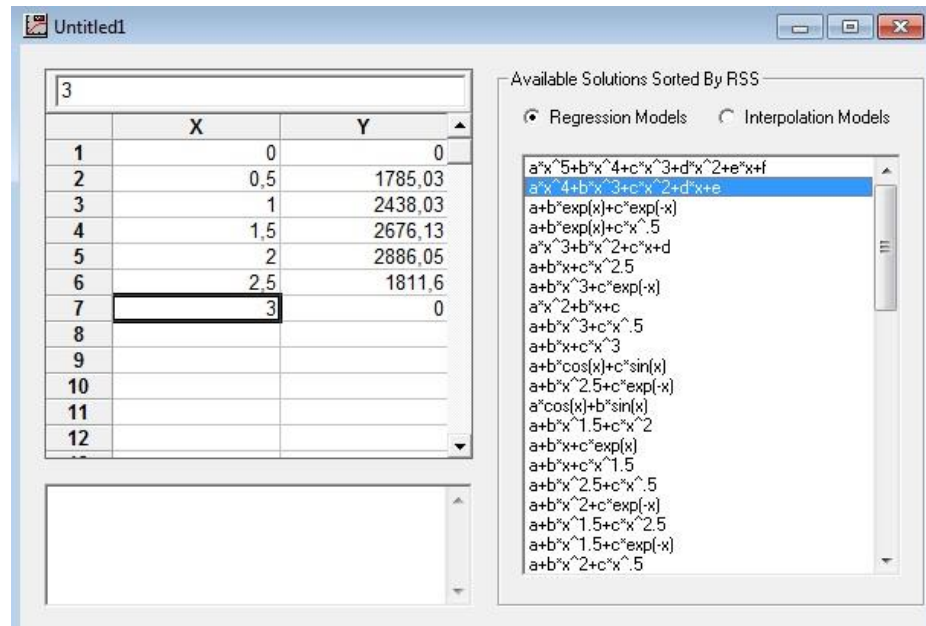 Untitled1
3
X Y
1 0 0
2 0,5 1785,03
3 1 2438,03
4 1,5 2676,13
5 2 2886,05
6 2,5 1811,6
7 3 0
8
9
10
11
12
Available Solutions Sorted By RSS
Regression Models Interpolation Models
a*x^5+b*x^4+c*x^3+d*x^2+e*x+f
a*x^4+b*x^3+c*x^2+d*x+e
a+b*exp(x)+c*exp(-x)
a+b*exp(x)+c*x^.5
a*x^3+b*x^2+c*x+d
a+b*x+c*x^2.5
a+b*x^3+c*exp(-x)
a*x^2+b*x+c
a+b*x^3+c*x^.5
a+b*x+c*x^3
a+b*cos(x)+c*sin(x)
a+b*x^2.5+c*exp(-x)
a*cos(x)+b*sin(x)
a+b*x^1.5+c*x^2
a+b*x+c*exp(x)
a+b*x+c*x^1.5
a+b*x^2.5+c*x^.5
a+b*x^2+c*exp(-x)
a+b*x^1.5+c*x^2.5
a+b*x^1.5+c*exp(-x)
a+b*x^2+c*x^.5